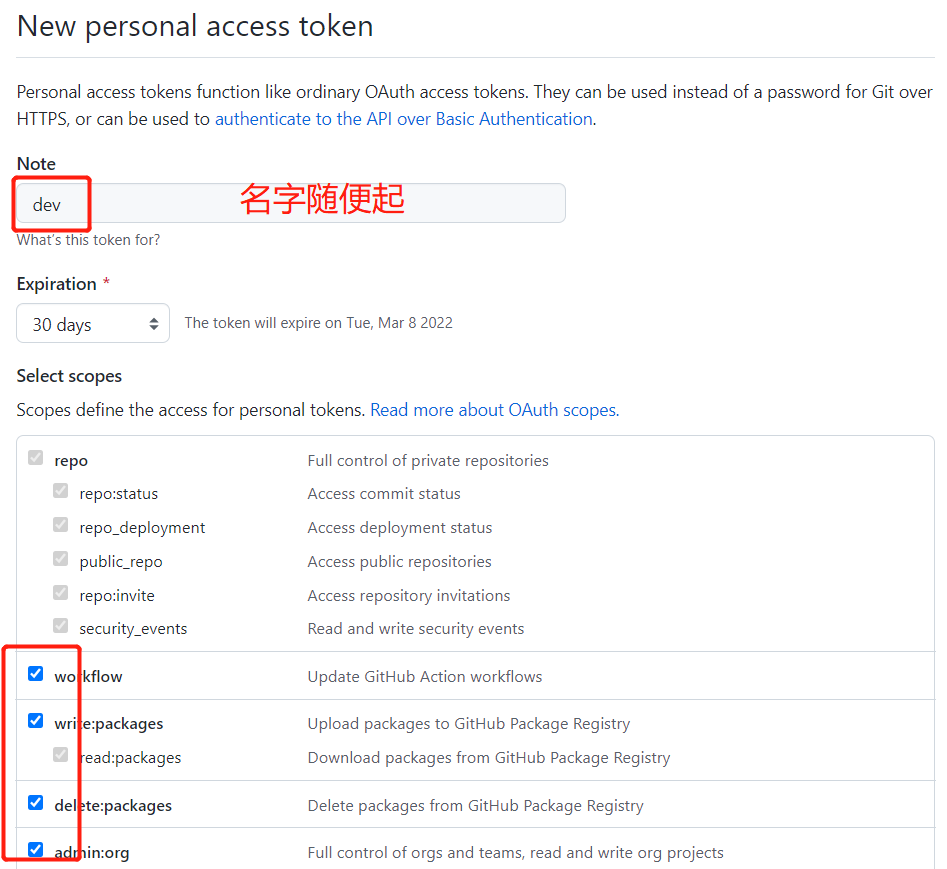 New personal access token
Personal access tokens function like ordinary OAuth access tokens. They can be used instead of a password for Git over
HTTPS, or can be used to authenticate to the API over Basic Authentication.
Note
dev 名字随便起
What's this token for?
Expiration *
30 days The token will expire on Tue, Mar 8 2022
Select scopes
Scopes define the access for personal tokens. Read more about OAuth scopes.
repo Full control of private repositories
repo:status Access commit status
repo_deployment Access deployment status
public_repo Access public repositories
repo:invite Access repository invitations
security_events Read and write security events
workflow Update GitHub Action workflows
write:packages Upload packages to GitHub Package Registry
read:packages Download packages from GitHub Package Registry
delete:packages Delete packages from GitHub Package Registry
admin:org Full control of orgs and teams, read and write org projects